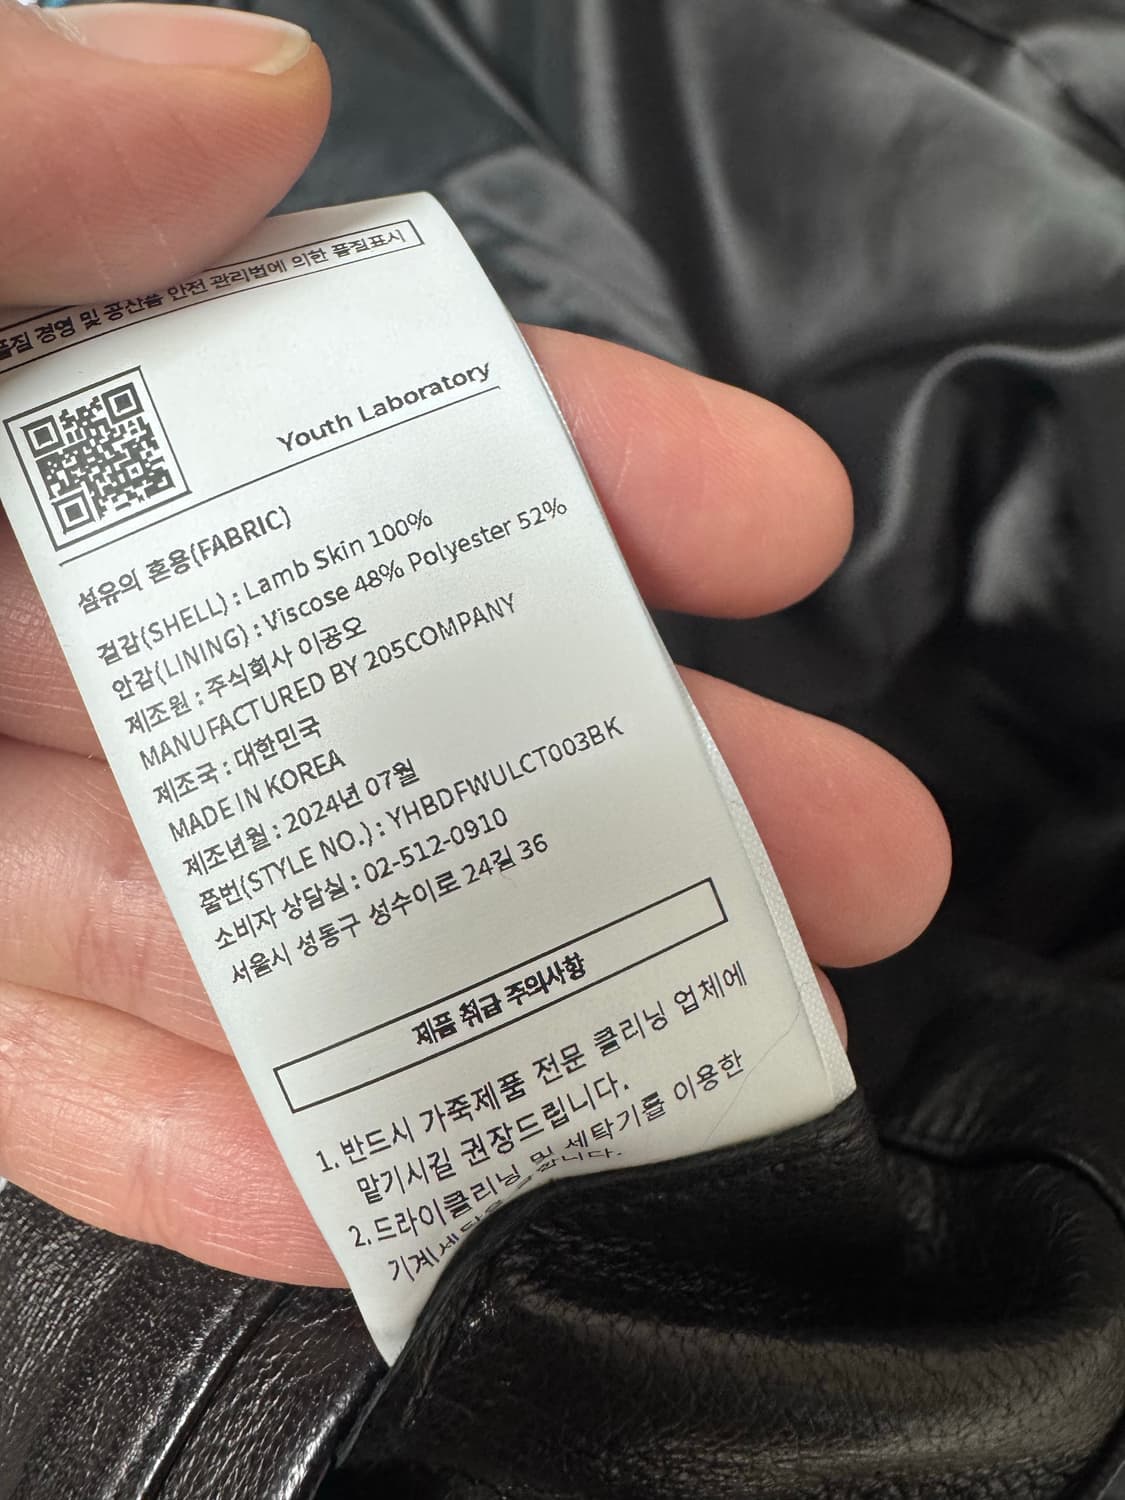 품질 경영 및 공산품 안전 관리법에 의한 품질표시
Youth Laboratory
섬유의 혼용(FABRIC)
겉감(SHELL) : Lamb Skin 100%
안감(LINING) : Viscose 48% Polyester 52%
제조원 : 주식회사 이공오
MANUFACTURED BY 205COMPANY
제조국 : 대한민국
MADE IN KOREA
제조년월 : 2024년 07월
품번(STYLE NO.) : YHBDFWULCT003BK
소비자 상담실 : 02-512-0910
서울시 성동구 성수이로 24길 36
제품 취급 주의사항
1. 반드시 가죽제품 전문 클리닝 업체에
맡기시길 권장드립니다.
2. 드라이클리닝 및 세탁기를 이용한